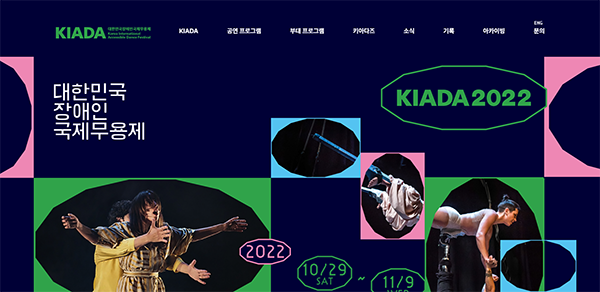 KIADA 대한민국장애인국제무용제
Korea International
Accessible Dance Festival
KIADA 공연 프로그램 부대 프로그램 키아다즈 소식 기록 아카이빙 문의
ENG
대한민국
장애인
국제무용제
KIADA 2022
2022
10/29
SAT
~
11/9
WED